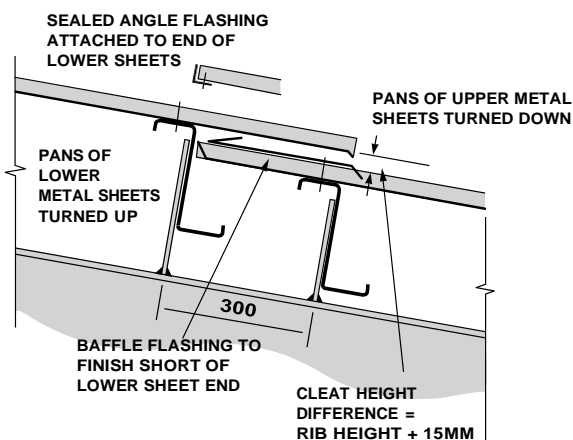 SEALED ANGLE FLASHING
ATTACHED TO END OF
LOWER SHEETS
PANS OF UPPER METAL
SHEETS TURNED DOWN
PANS OF
LOWER
METAL SHEETS
TURNED UP
300
BAFFLE FLASHING TO
FINISH SHORT OF
LOWER SHEET END
CLEAT HEIGHT
DIFFERENCE =
RIB HEIGHT + 15MM